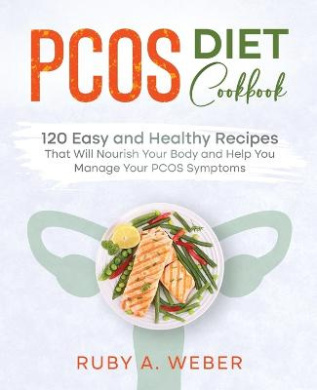 PCOS DIET
Cookbook
120 Easy and Healthy Recipes
That Will Nourish Your Body and Help You
Manage Your PCOS Symptoms
RUBY A. WEBER